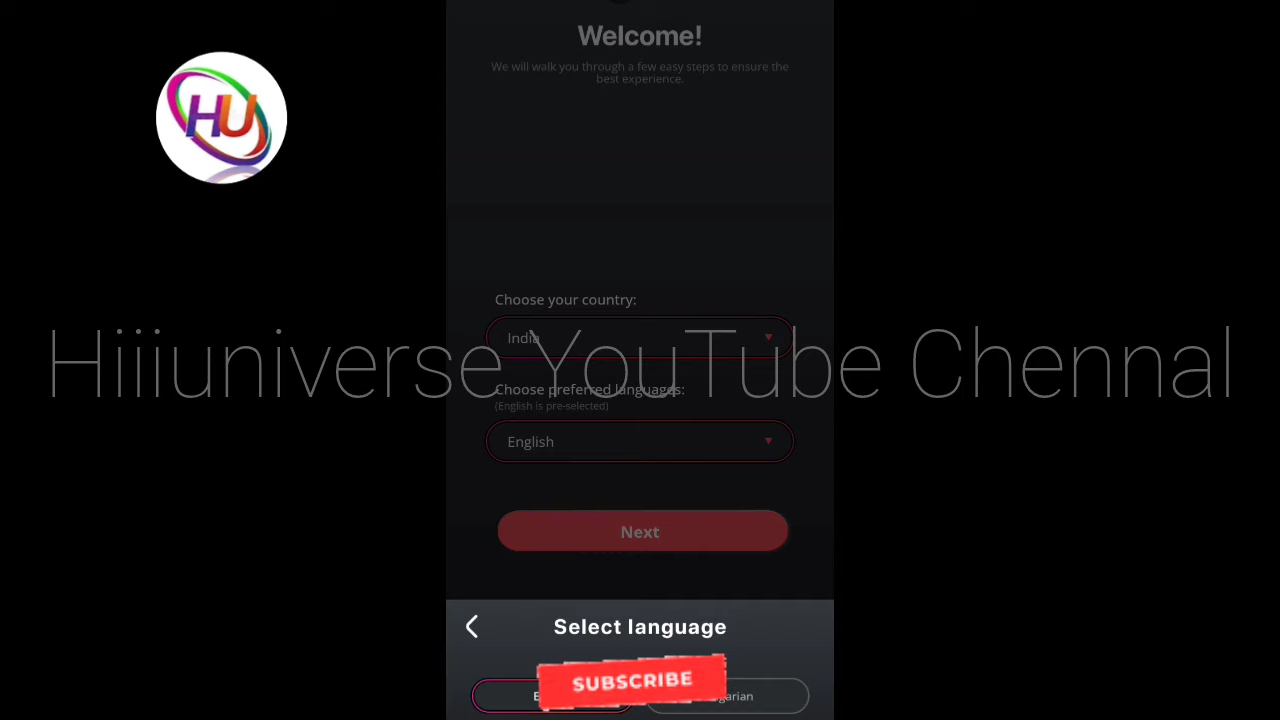 HU
Welcome!
We will walk you through a few easy steps to ensure the
best experience.
Choose your country:
India
Hiiiuniverse YouTube Chennal
Choose preferred languages:
(English is pre-selected)
English
Next
Select language
SUBSCRIBE